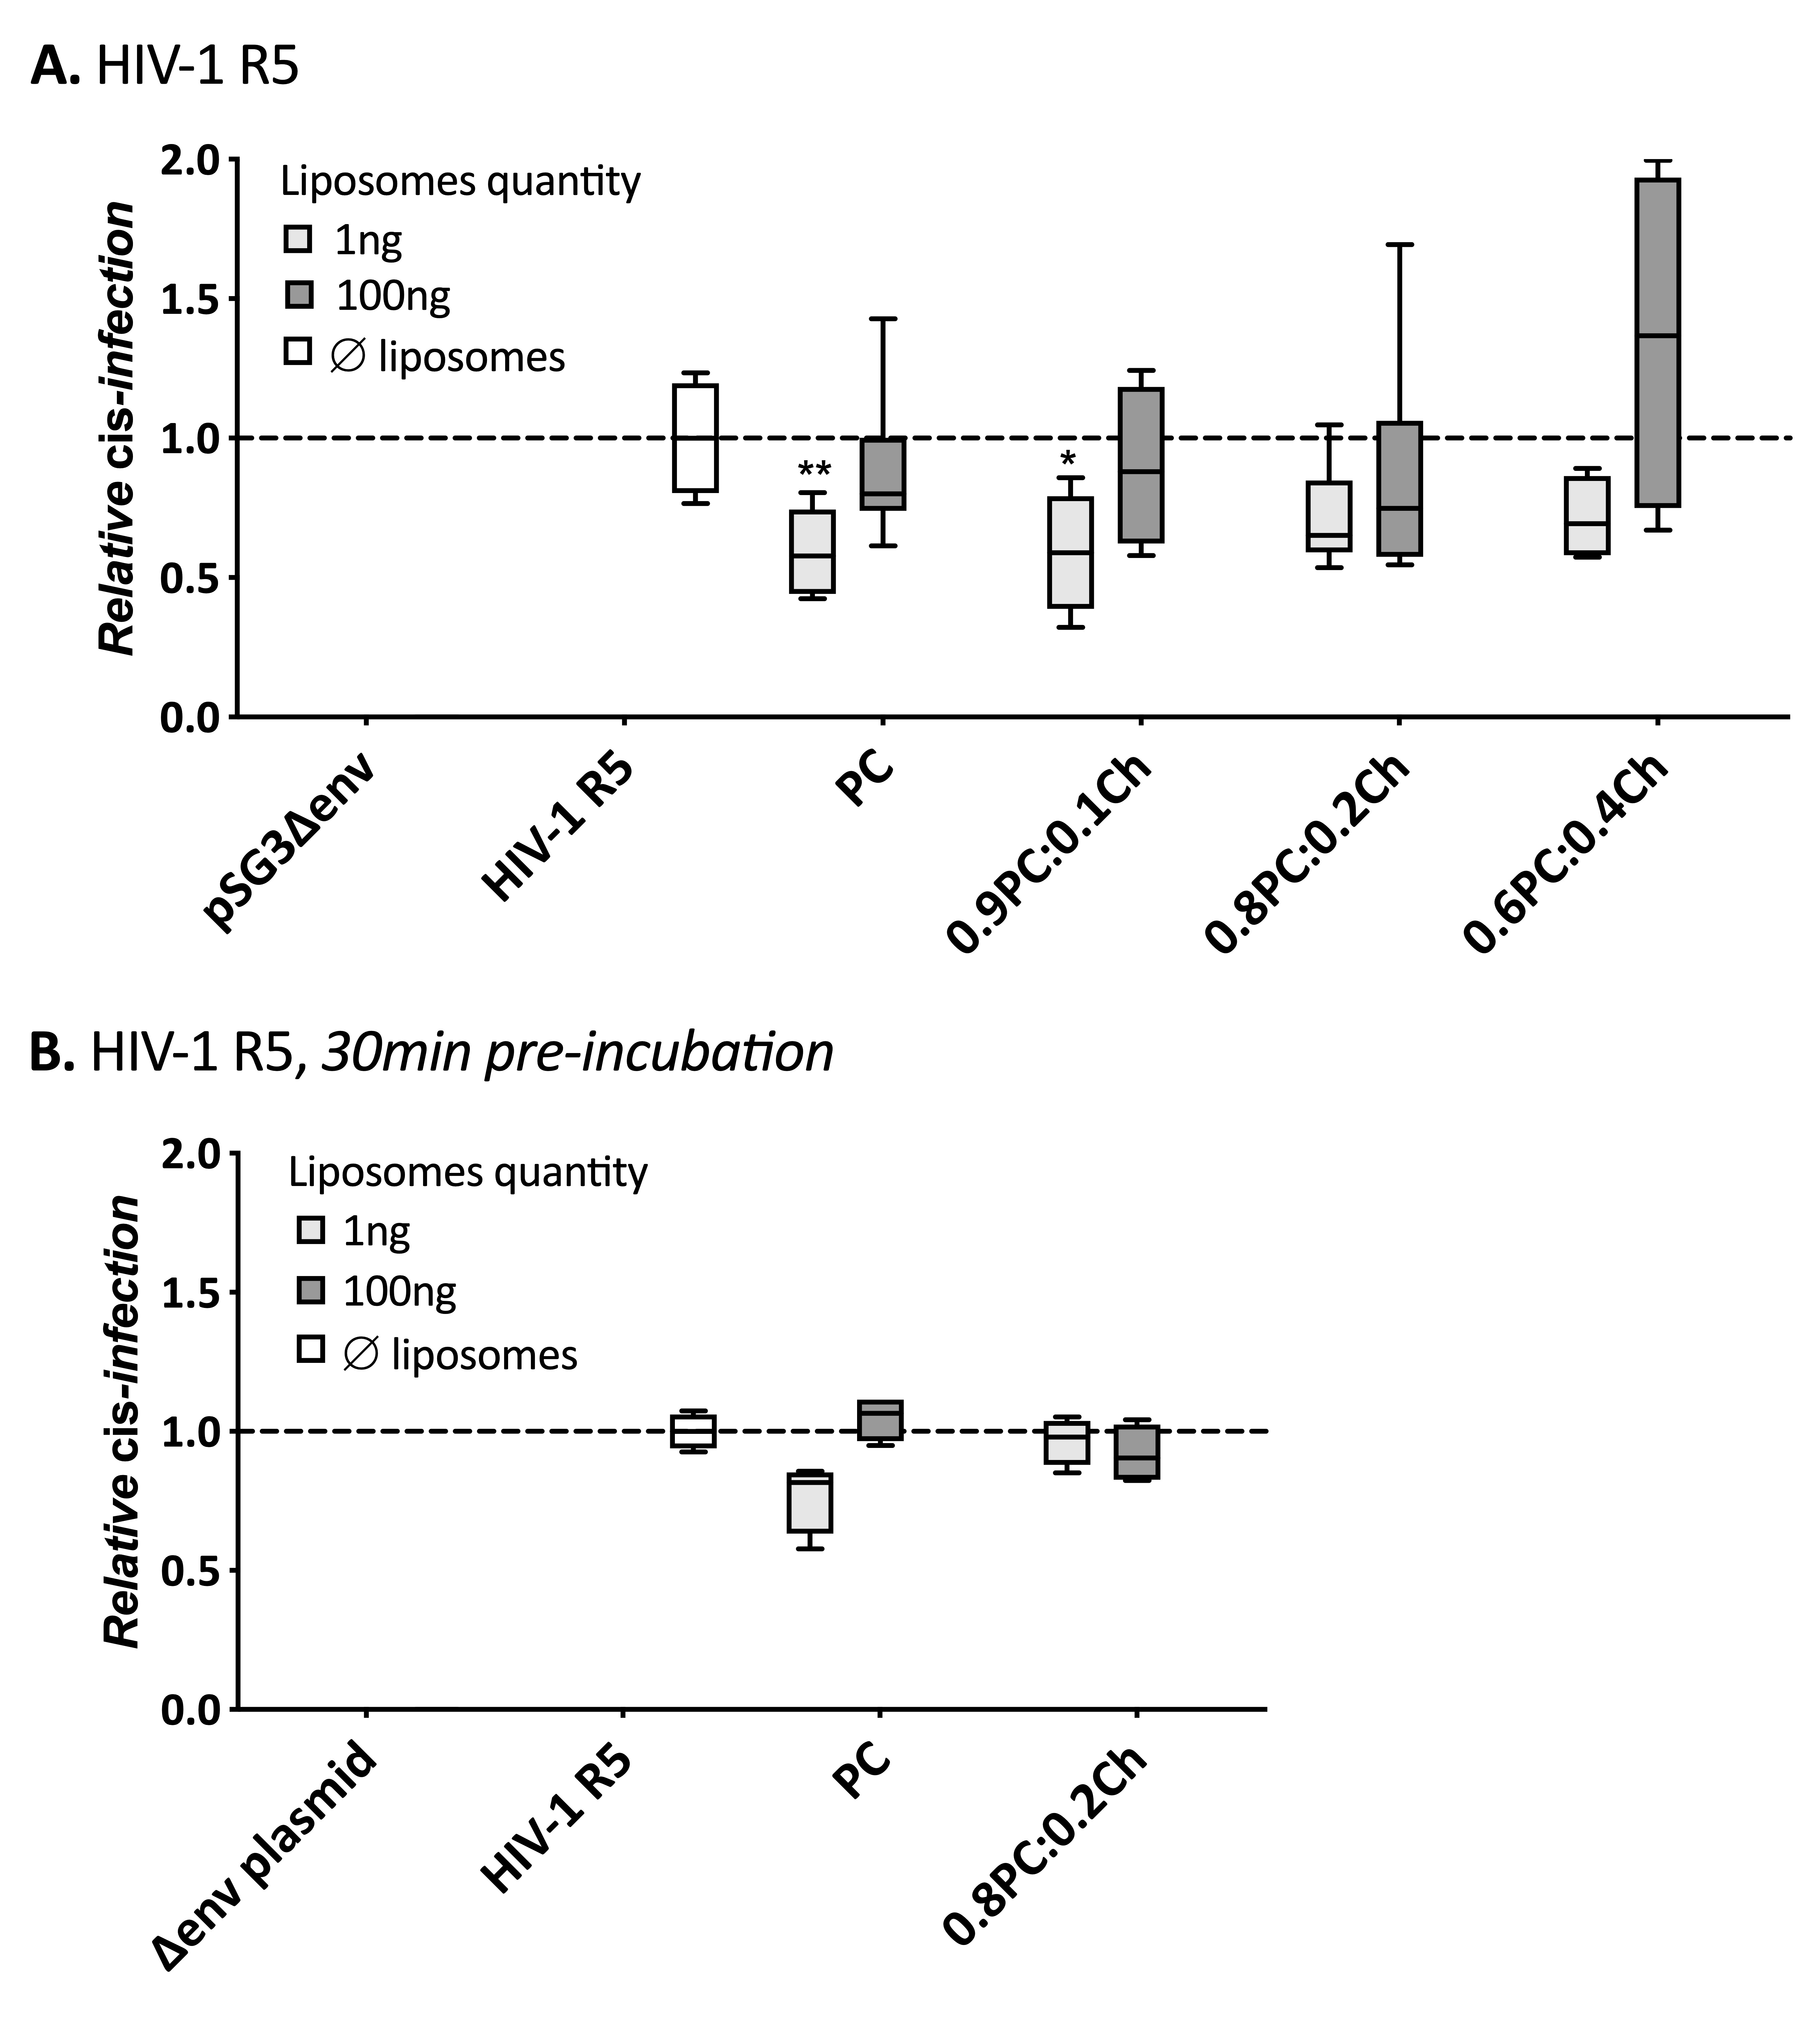 A. HIV-1 R5
2.0
1.5
1.0
0.5
0.0
Relative cis-infection
Liposomes quantity
1ng
100ng
∅ liposomes
**
*
pSG3Δenv
HIV-1 R5
PC
0.9PC:0.1Ch
0.8PC:0.2Ch
0.6PC:0.4Ch
B. HIV-1 R5, 30min pre-incubation
2.0
1.5
1.0
0.5
0.0
Relative cis-infection
Liposomes quantity
1ng
100ng
∅ liposomes
Δenv plasmid
HIV-1 R5
PC
0.8PC:0.2Ch